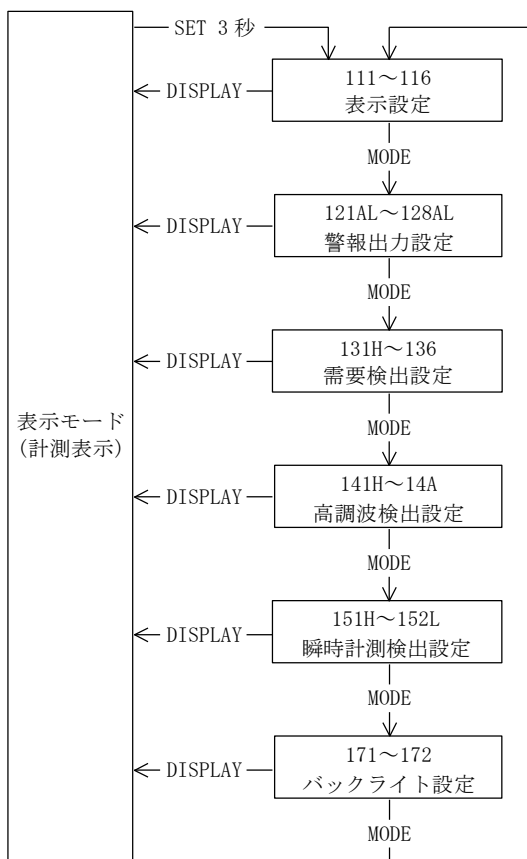 SET 3 秒
111～116
DISPLAY
表示設定
MODE
121AL～128AL
DISPLAY
警報出力設定
MODE
131H～136
DISPLAY
需要検出設定
表示モード
(計測表示)
MODE
141H～14A
DISPLAY
高調波検出設定
MODE
151H～152L
DISPLAY
瞬時計測検出設定
MODE
171～172
DISPLAY
バックライト設定
MODE